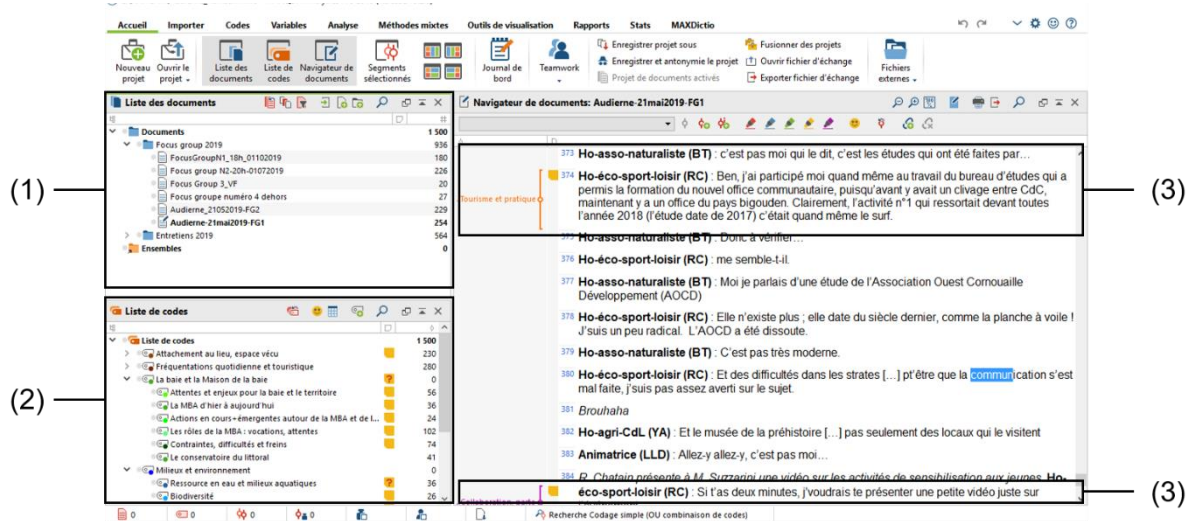 Accueil Importer Codes Variables Analyse Méthodes mixtes Outils de visualisation Rapports Stats MAXDictio
Nouveau projet
Ouvrir le projet
Liste des documents
Liste de codes
Navigateur de documents
Segments sélectionnés
Journal de bord
Teamwork
Enregistrer projet sous
Enregistrer et antonymie le projet
Projet de documents activés
Fusionner des projets
Ouvrir fichier d'échange
Exporter fichier d'échange
Fichiers externes
(1)
Liste des documents
Documents 1 500
Focus group 2019 936
FocusGroupN1_18h_01102019 180
Focus group N2-20h-01072019 226
Focus Group 3_VF 20
Focus groupe numéro 4 dehors 27
Audierne_21052019-FG2 229
Audierne-21mai2019-FG1 254
Entretiens 2019 564
Ensembles 0
(2)
Liste de codes
Liste de codes 1 500
Attachement au lieu, espace vécu 230
Fréquentations quotidienne et touristique 280
La baie et la Maison de la baie 0
Attentes et enjeux pour la baie et le territoire 56
La MBA d'hier à aujourd'hui 36
Actions en cours+émergentes autour de la MBA et de l... 24
Les rôles de la MBA : vocations, attentes 102
Contraintes, difficultés et freins 74
Le conservatoire du littoral 41
Milieux et environnement 0
Ressource en eau et milieux aquatiques 36
Biodiversité 26
Navigateur de documents: Audierne-21mai2019-FG1
(3)
Tourisme et pratique
373 Ho-asso-naturaliste (BT) : c'est pas moi qui le dit, c'est les études qui ont été faites par…
374 Ho-éco-sport-loisir (RC) : Ben, j'ai participé moi quand même au travail du bureau d'études qui a
permis la formation du nouvel office communautaire, puisqu'avant y avait un clivage entre CdC,
maintenant y a un office du pays bigouden. Clairement, l'activité n°1 qui ressortait devant toutes
l'année 2018 (l'étude date de 2017) c'était quand même le surf.
375 Ho-asso-naturaliste (BT) : Donc à vérifier…
376 Ho-éco-sport-loisir (RC) : me semble-t-il.
377 Ho-asso-naturaliste (BT) : Moi je parlais d'une étude de l'Association Ouest Cornouaille
Développement (AOCD)
378 Ho-éco-sport-loisir (RC) : Elle n'existe plus ; elle date du siècle dernier, comme la planche à voile !
J'suis un peu radical. L'AOCD a été dissoute.
379 Ho-asso-naturaliste (BT) : C'est pas très moderne.
380 Ho-éco-sport-loisir (RC) : Et des difficultés dans les strates […] pt'être que la communication s'est
mal faite, j'suis pas assez averti sur le sujet.
381 Brouhaha
382 Ho-agri-CdL (YA) : Et le musée de la préhistoire […] pas seulement des locaux qui le visitent
383 Animatrice (LLD) : Allez-y allez-y, c'est pas moi…
384 R. Chatain présente à M. Suzzarini une vidéo sur les activités de sensibilisation aux jeunes. Ho-
éco-sport-loisir (RC) : Si t'as deux minutes, j'voudrais te présenter une petite vidéo juste sur
(3)
0 0 0 0
Recherche Codage simple (OU combinaison de codes)